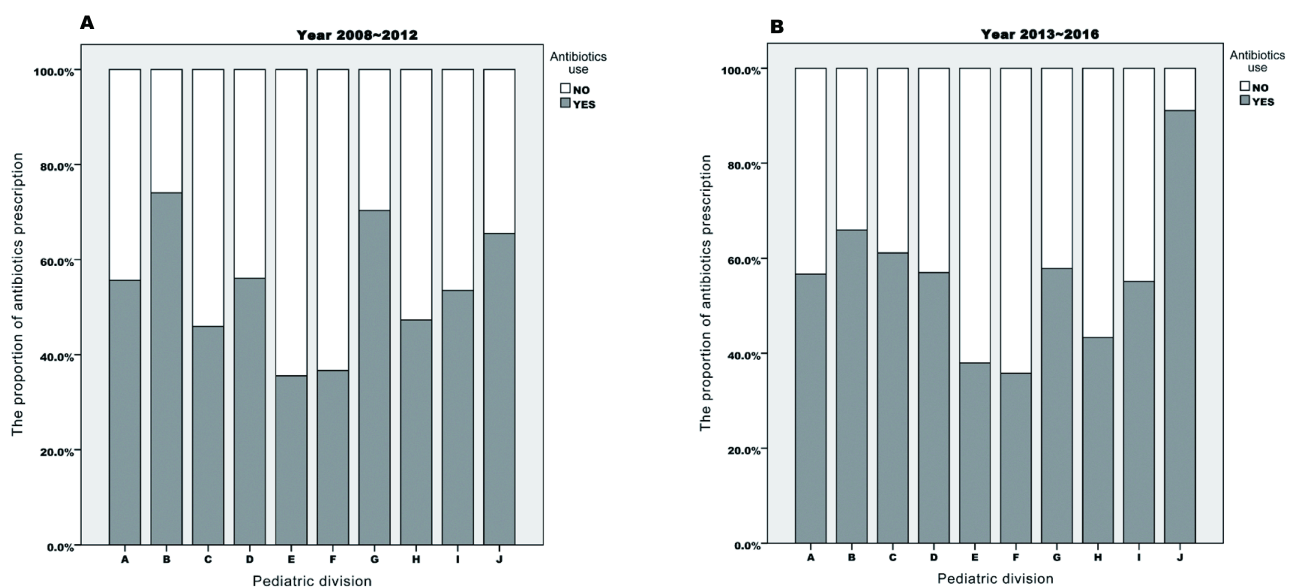 A
Year 2008~2012
Antibiotics
use
NO
YES
100.0%
80.0%
60.0%
40.0%
20.0%
0.0%
The proportion of antibiotics prescription
A B C D E F G H I J
Pediatric division
B
Year 2013~2016
Antibiotics
use
NO
YES
100.0%
80.0%
60.0%
40.0%
20.0%
0.0%
The proportion of antibiotics prescription
A B C D E F G H I J
Pediatric division